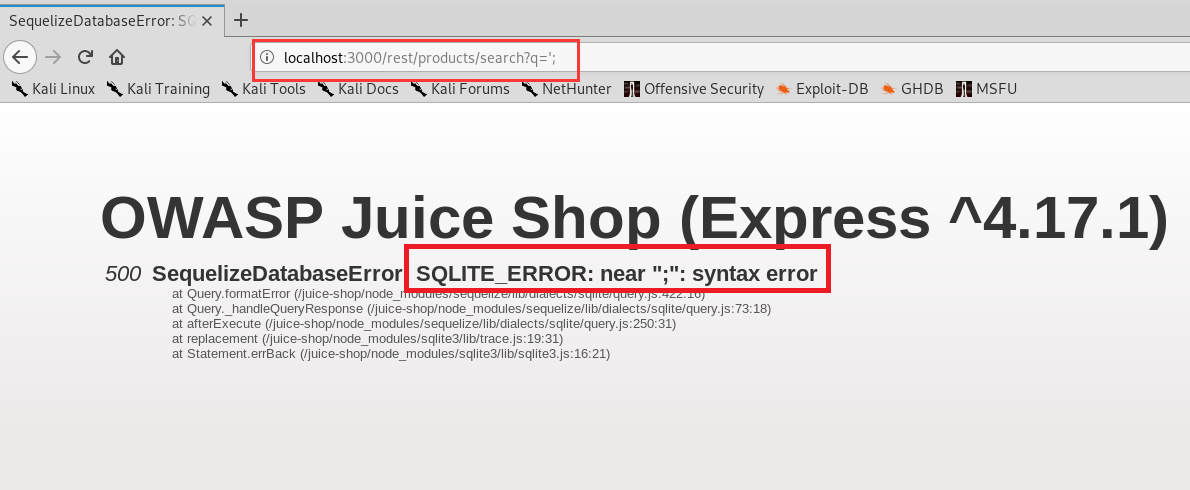 SequelizeDatabaseError: SQ
localhost:3000/rest/products/search?q=';
Kali Linux Kali Training Kali Tools Kali Docs Kali Forums NetHunter Offensive Security Exploit-DB GHDB MSFU
OWASP Juice Shop (Express ^4.17.1)
500 SequelizeDatabaseError: SQLITE_ERROR: near ";": syntax error
at Query.formatError (/juice-shop/node_modules/sequelize/lib/dialects/sqlite/query.js:422:16)
at Query._handleQueryResponse (/juice-shop/node_modules/sequelize/lib/dialects/sqlite/query.js:73:18)
at afterExecute (/juice-shop/node_modules/sequelize/lib/dialects/sqlite/query.js:250:31)
at replacement (/juice-shop/node_modules/sqlite3/lib/trace.js:19:31)
at Statement.errBack (/juice-shop/node_modules/sqlite3/lib/sqlite3.js:16:21)